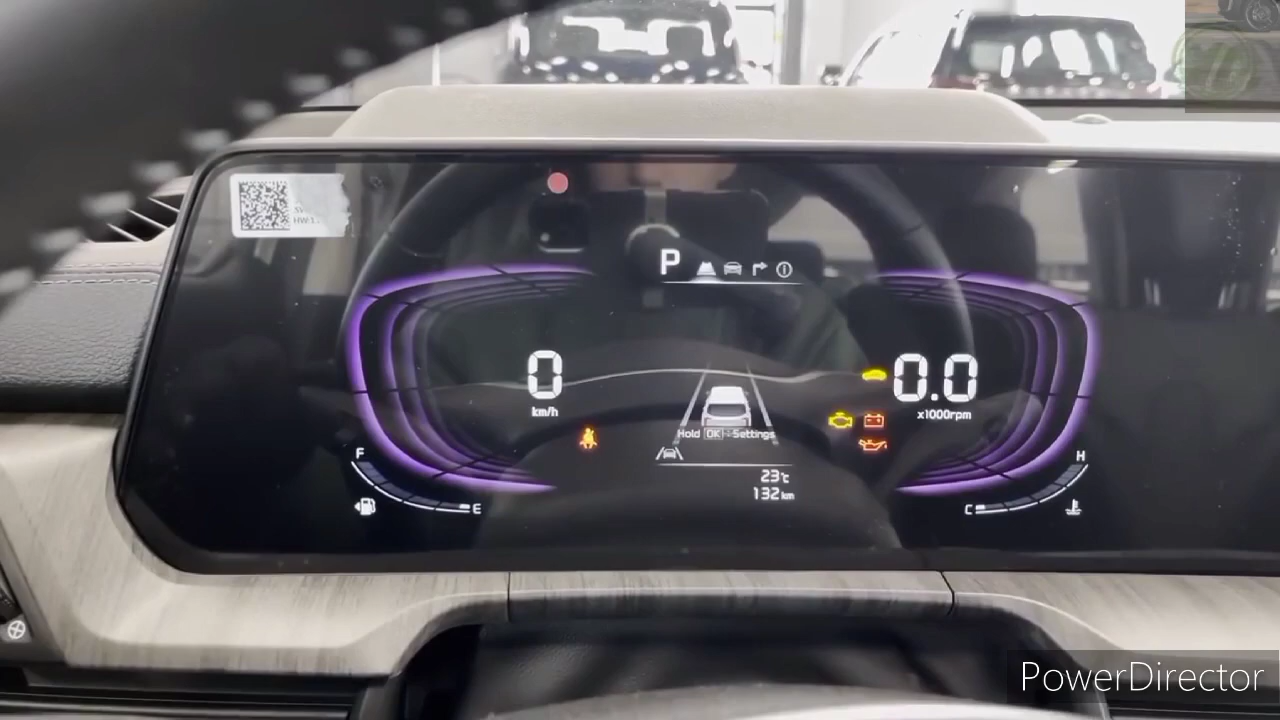 P
0
km/h
0.0
x1000rpm
Hold OK : Settings
F
E
23℃
132 km
H
C
PowerDirector